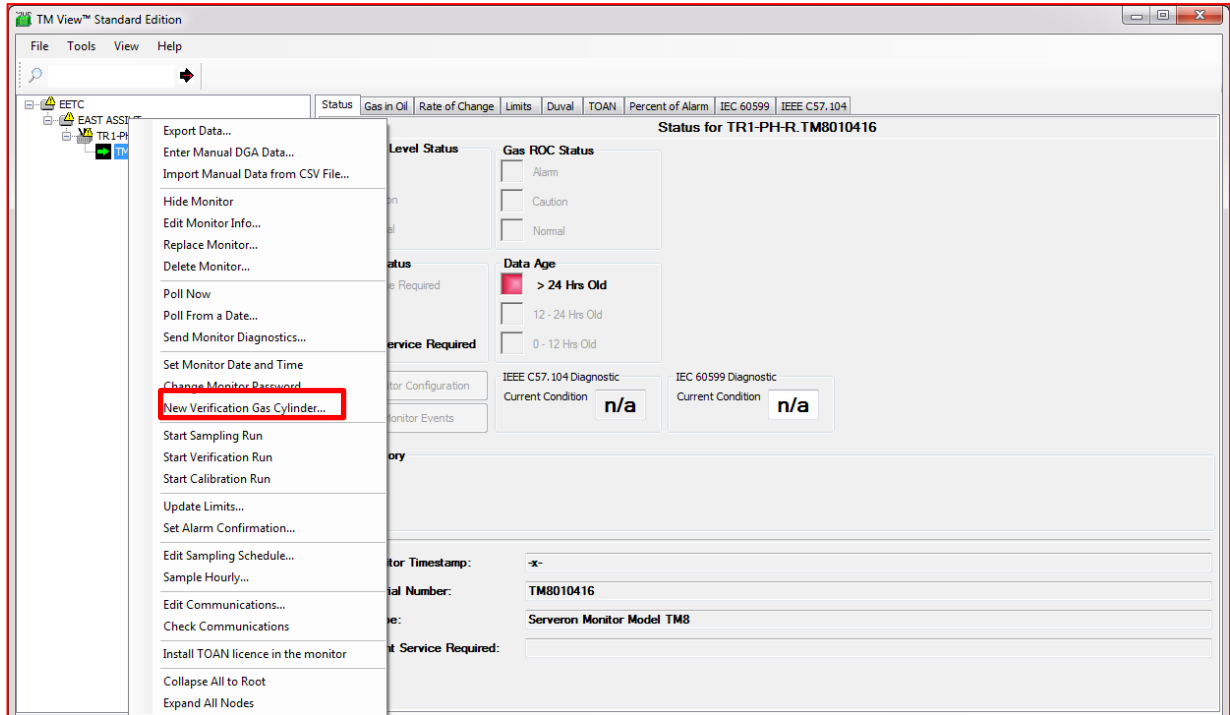 TM View™ Standard Edition
File Tools View Help
EETC
EAST ASSIUT
TR1-PH
TM
Export Data...
Enter Manual DGA Data...
Import Manual Data from CSV File...
Hide Monitor
Edit Monitor Info...
Replace Monitor...
Delete Monitor...
Poll Now
Poll From a Date...
Send Monitor Diagnostics...
Set Monitor Date and Time
Change Monitor Password
New Verification Gas Cylinder...
Start Sampling Run
Start Verification Run
Start Calibration Run
Update Limits...
Set Alarm Confirmation...
Edit Sampling Schedule...
Sample Hourly...
Edit Communications...
Check Communications
Install TOAN licence in the monitor
Collapse All to Root
Expand All Nodes
Status Gas in Oil Rate of Change Limits Duval TOAN Percent of Alarm IEC 60599 IEEE C57.104
Status for TR1-PH-R.TM8010416
Level Status
on
al
Gas ROC Status
Alarm
Caution
Normal
atus
e Required
ervice Required
Data Age
> 24 Hrs Old
12 - 24 Hrs Old
0 - 12 Hrs Old
itor Configuration
onitor Events
IEEE C57.104 Diagnostic
Current Condition n/a
IEC 60599 Diagnostic
Current Condition n/a
ory
itor Timestamp: -x-
ial Number: TM8010416
pe: Serveron Monitor Model TM8
nt Service Required: